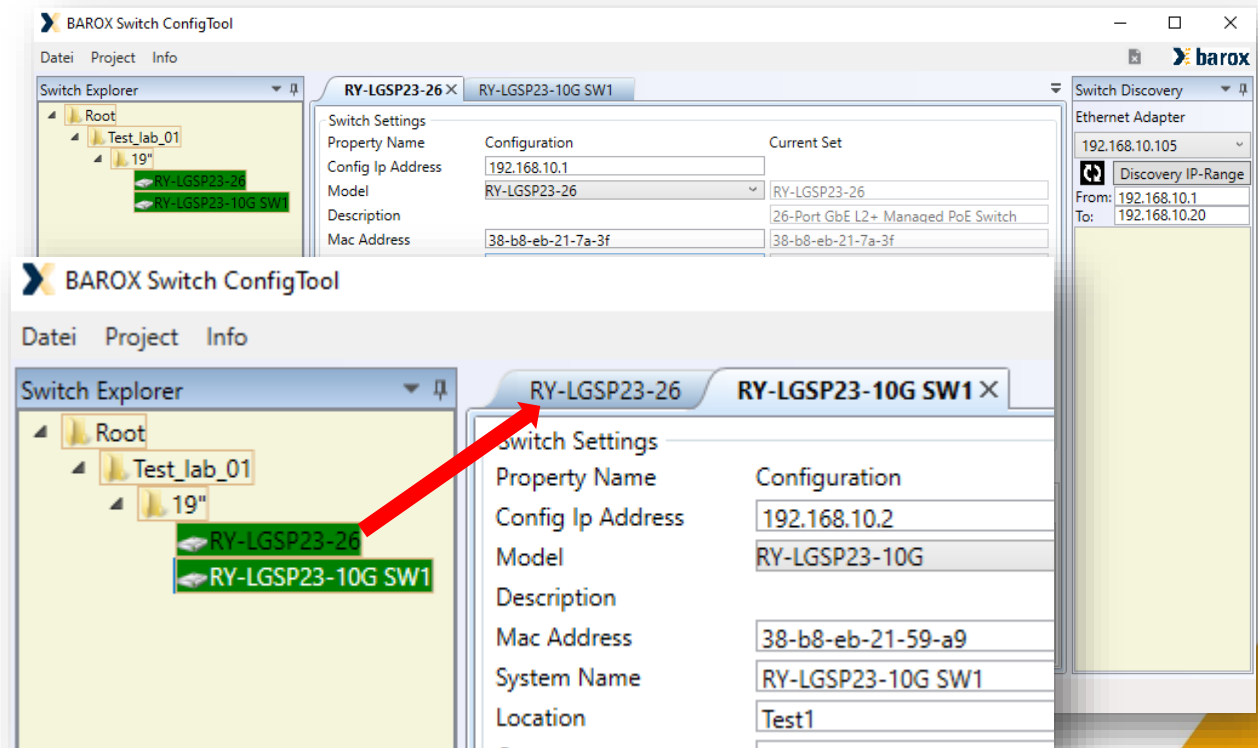 BAROX Switch ConfigTool
Datei Project Info
barox
Switch Explorer
Root
Test_lab_01
19"
RY-LGSP23-26
RY-LGSP23-10G SW1
RY-LGSP23-26 RY-LGSP23-10G SW1
Switch Settings
Property Name Configuration Current Set
Config Ip Address 192.168.10.1
Model RY-LGSP23-26 RY-LGSP23-26
Description 26-Port GbE L2+ Managed PoE Switch
Mac Address 38-b8-eb-21-7a-3f 38-b8-eb-21-7a-3f
Switch Discovery
Ethernet Adapter
192.168.10.105
Discovery IP-Range
From: 192.168.10.1
To: 192.168.10.20
BAROX Switch ConfigTool
Datei Project Info
Switch Explorer
Root
Test_lab_01
19"
RY-LGSP23-26
RY-LGSP23-10G SW1
RY-LGSP23-26 RY-LGSP23-10G SW1
Switch Settings
Property Name Configuration
Config Ip Address 192.168.10.2
Model RY-LGSP23-10G
Description
Mac Address 38-b8-eb-21-59-a9
System Name RY-LGSP23-10G SW1
Location Test1